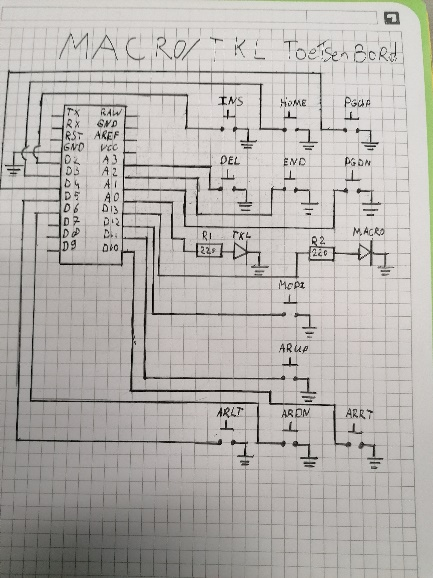 MACRO/TKL ToetsenBord
INS HOME PGUP
TX RAW
RX GND
RST AREF
GND VCC
D2 A3
D3 A2
D4 A1
D5 A0
D6 D13
D7 D12
D8 D11
D9 D10
DEL END PGDN
R1 TKL R2 MACRO
220 220
ARUP
ARLT ARDN ARRT